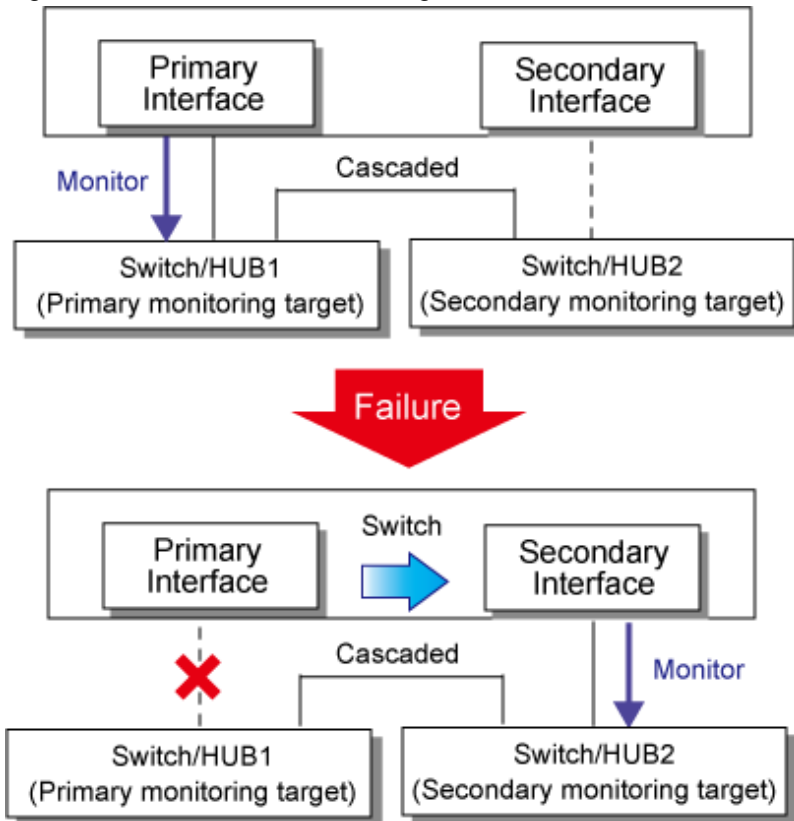 Primary
Interface
Secondary
Interface
Monitor
Cascaded
Switch/HUB1
(Primary monitoring target)
Switch/HUB2
(Secondary monitoring target)
Failure
Primary
Interface
Switch
Secondary
Interface
Cascaded
Monitor
Switch/HUB1
(Primary monitoring target)
Switch/HUB2
(Secondary monitoring target)